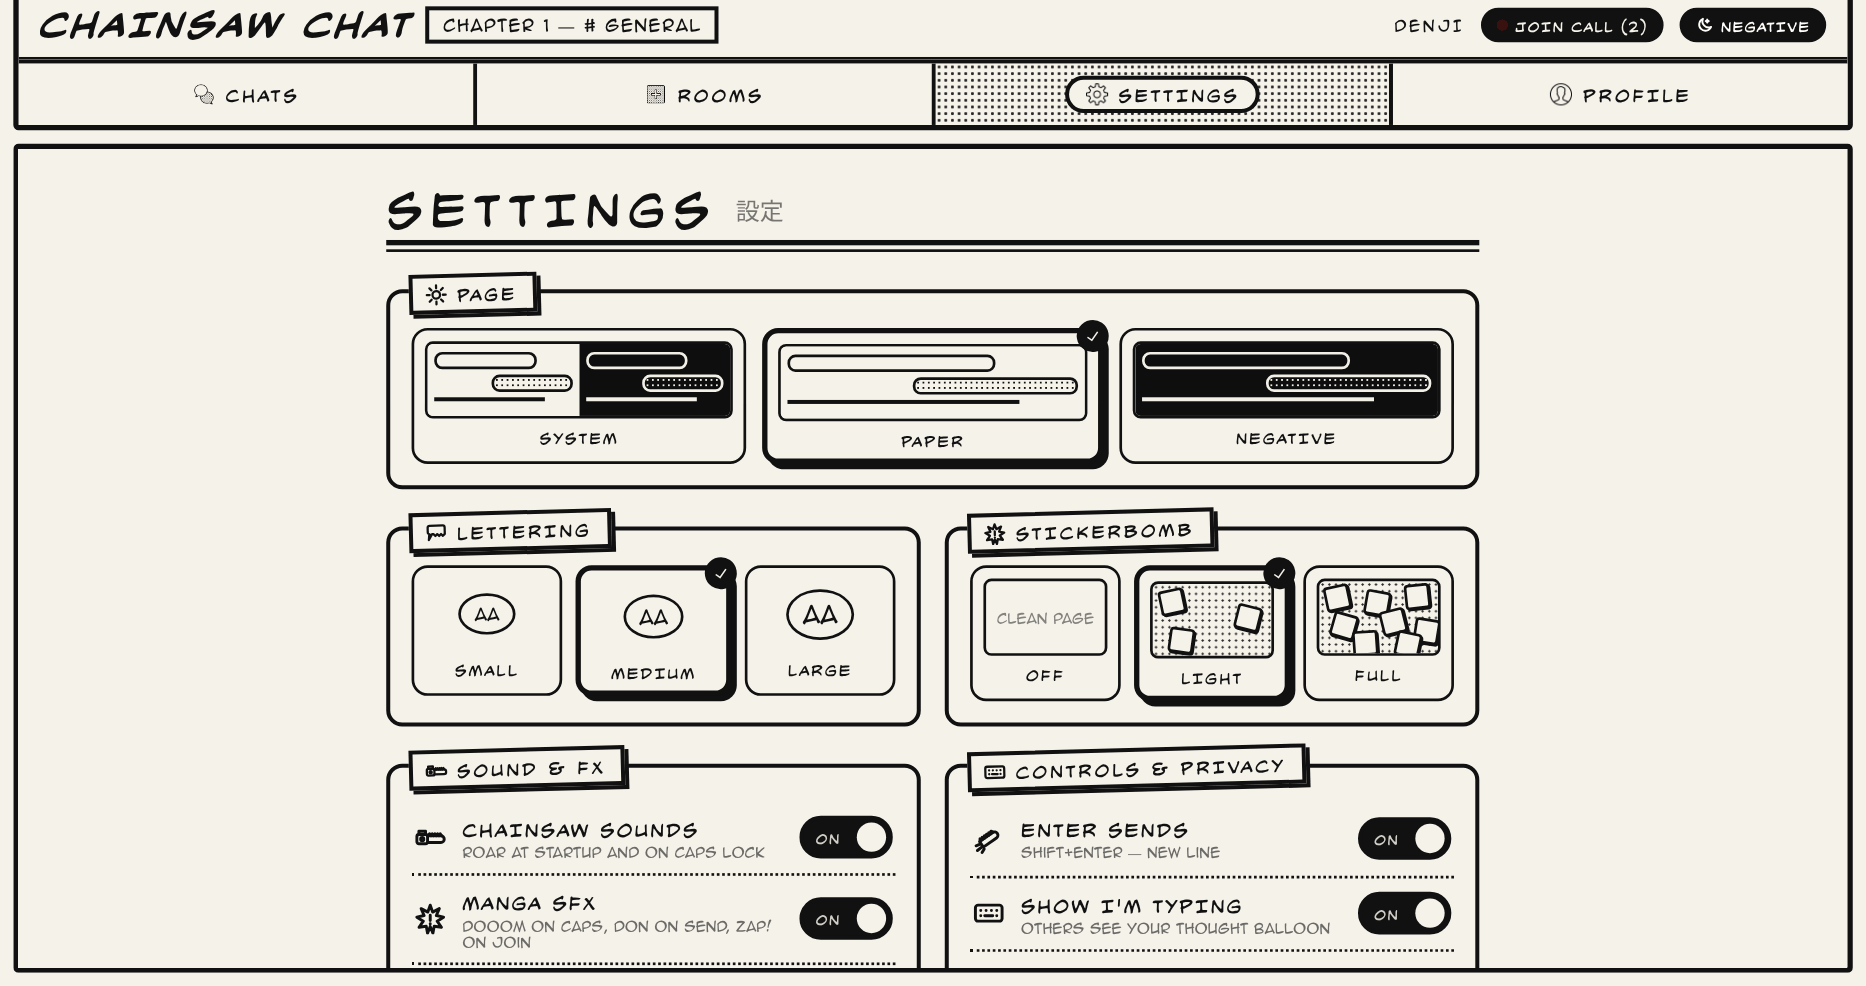 CHAINSAW CHAT
CHAPTER 1 — # GENERAL
DENJI
JOIN CALL (2)
NEGATIVE
CHATS
ROOMS
SETTINGS
PROFILE
SETTINGS 設定
PAGE
SYSTEM
PAPER
NEGATIVE
LETTERING
AA
SMALL
AA
MEDIUM
AA
LARGE
STICKERBOMB
CLEAN PAGE
OFF
LIGHT
FULL
SOUND & FX
CHAINSAW SOUNDS
ROAR AT STARTUP AND ON CAPS LOCK
ON
MANGA SFX
DOOOM ON CAPS, DON ON SEND, ZAP!
ON JOIN
ON
CONTROLS & PRIVACY
ENTER SENDS
SHIFT+ENTER — NEW LINE
ON
SHOW I'M TYPING
OTHERS SEE YOUR THOUGHT BALLOON
ON